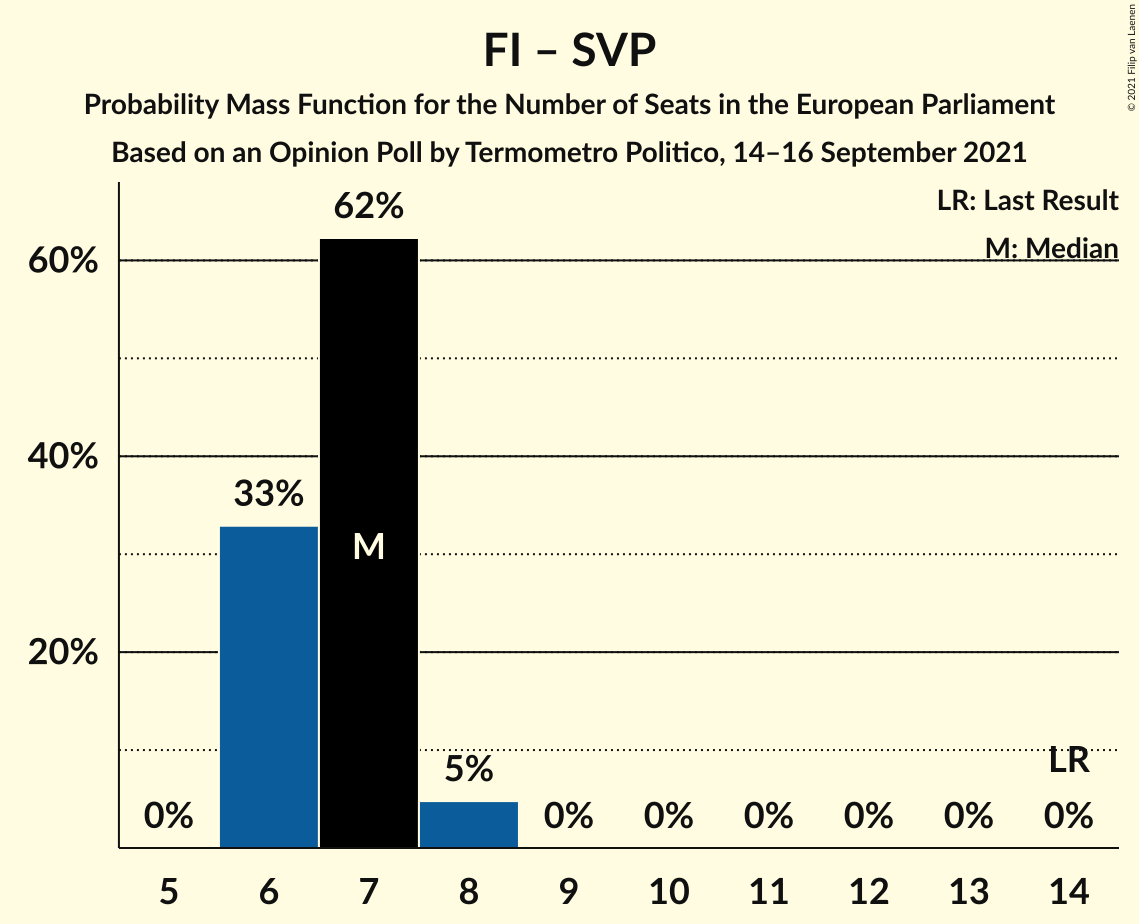 FI – SVP
Probability Mass Function for the Number of Seats in the European Parliament
Based on an Opinion Poll by Termometro Politico, 14–16 September 2021
© 2021 Filip van Laenen
LR: Last Result
M: Median
60%
40%
20%
0%
33%
62%
M
5%
0%
0%
0%
0%
0%
LR
0%
5 6 7 8 9 10 11 12 13 14